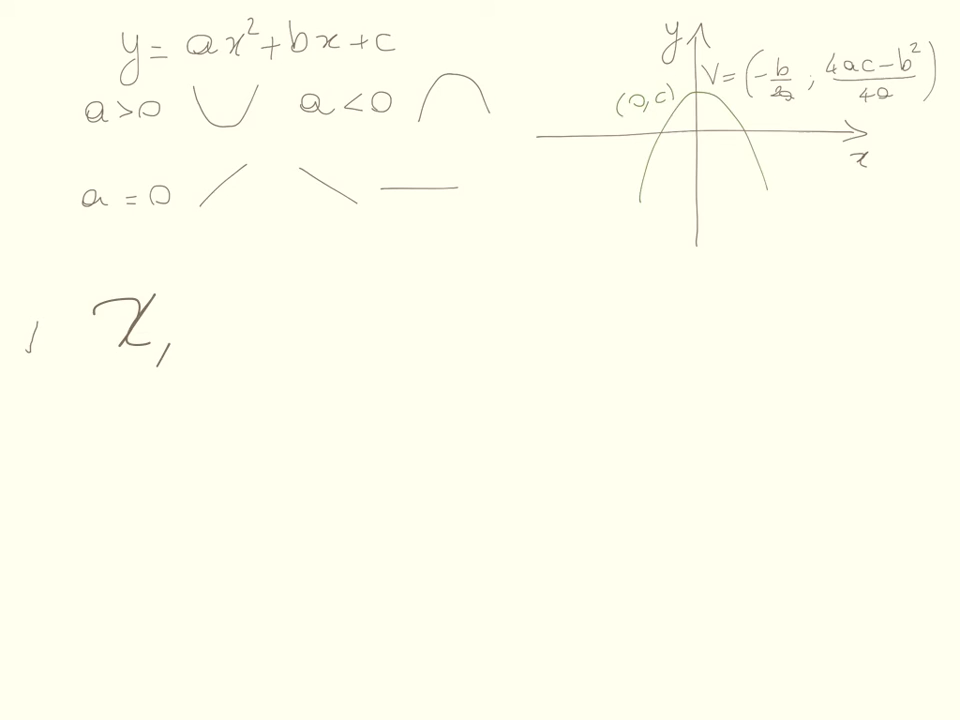 y = ax²+bx+c
a>0 a<0
a = 0
y
V = (-b/2a ; 4ac-b²/4a)
(0,c)
x
x,